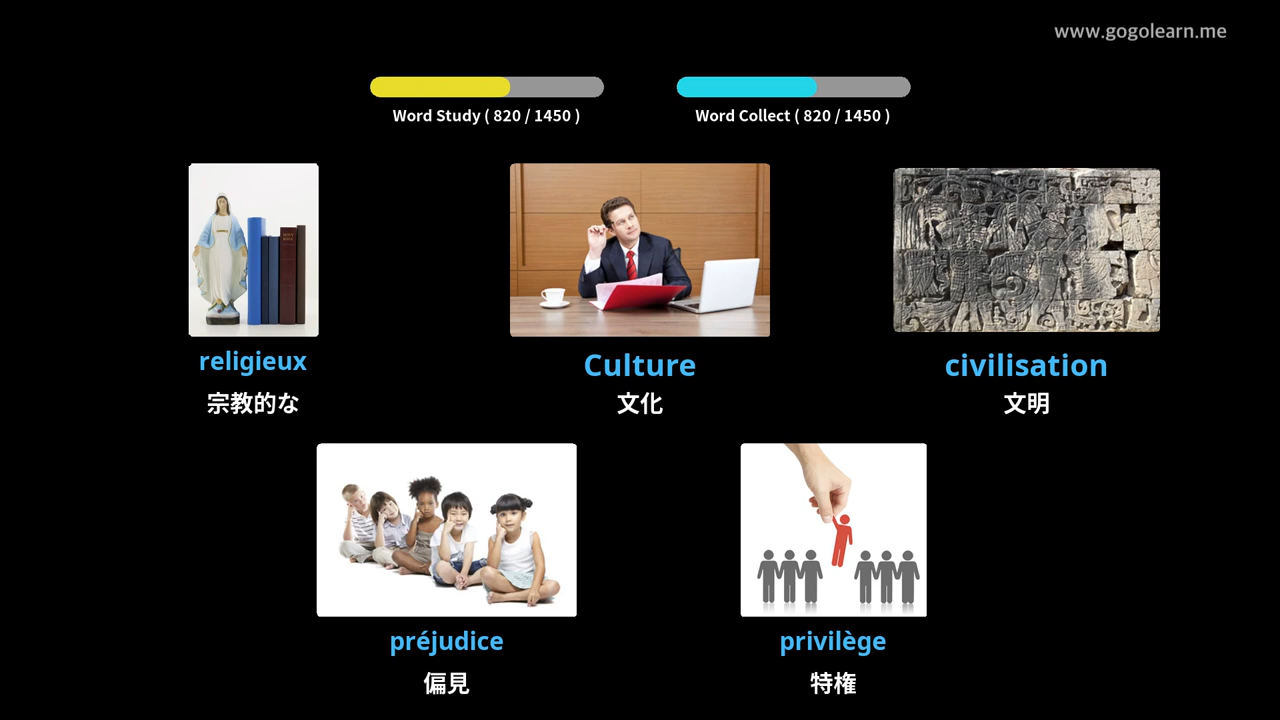 www.gogolearn.me
Word Study ( 820 / 1450 )
Word Collect ( 820 / 1450 )
religieux
宗教的な
Culture
文化
civilisation
文明
préjudice
偏見
privilège
特権